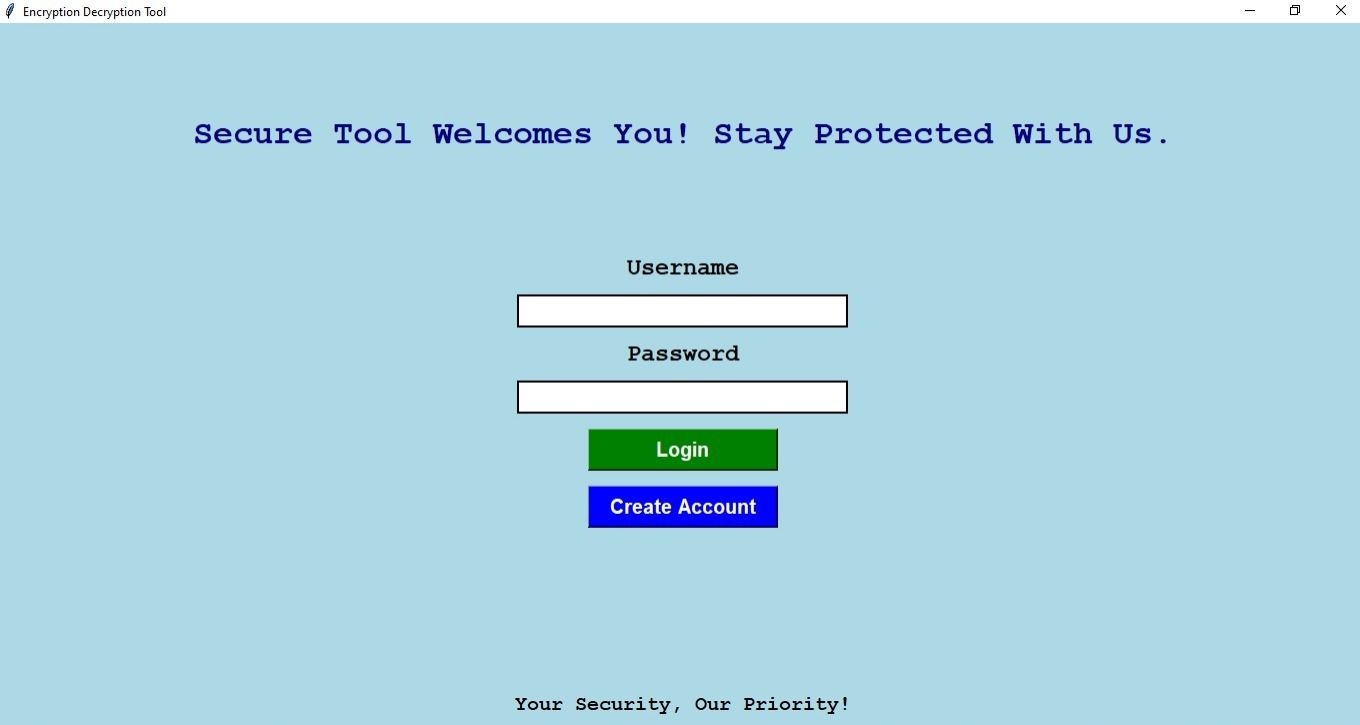 Encryption Decryption Tool
Secure Tool Welcomes You! Stay Protected With Us.
Username
Password
Login
Create Account
Your Security, Our Priority!